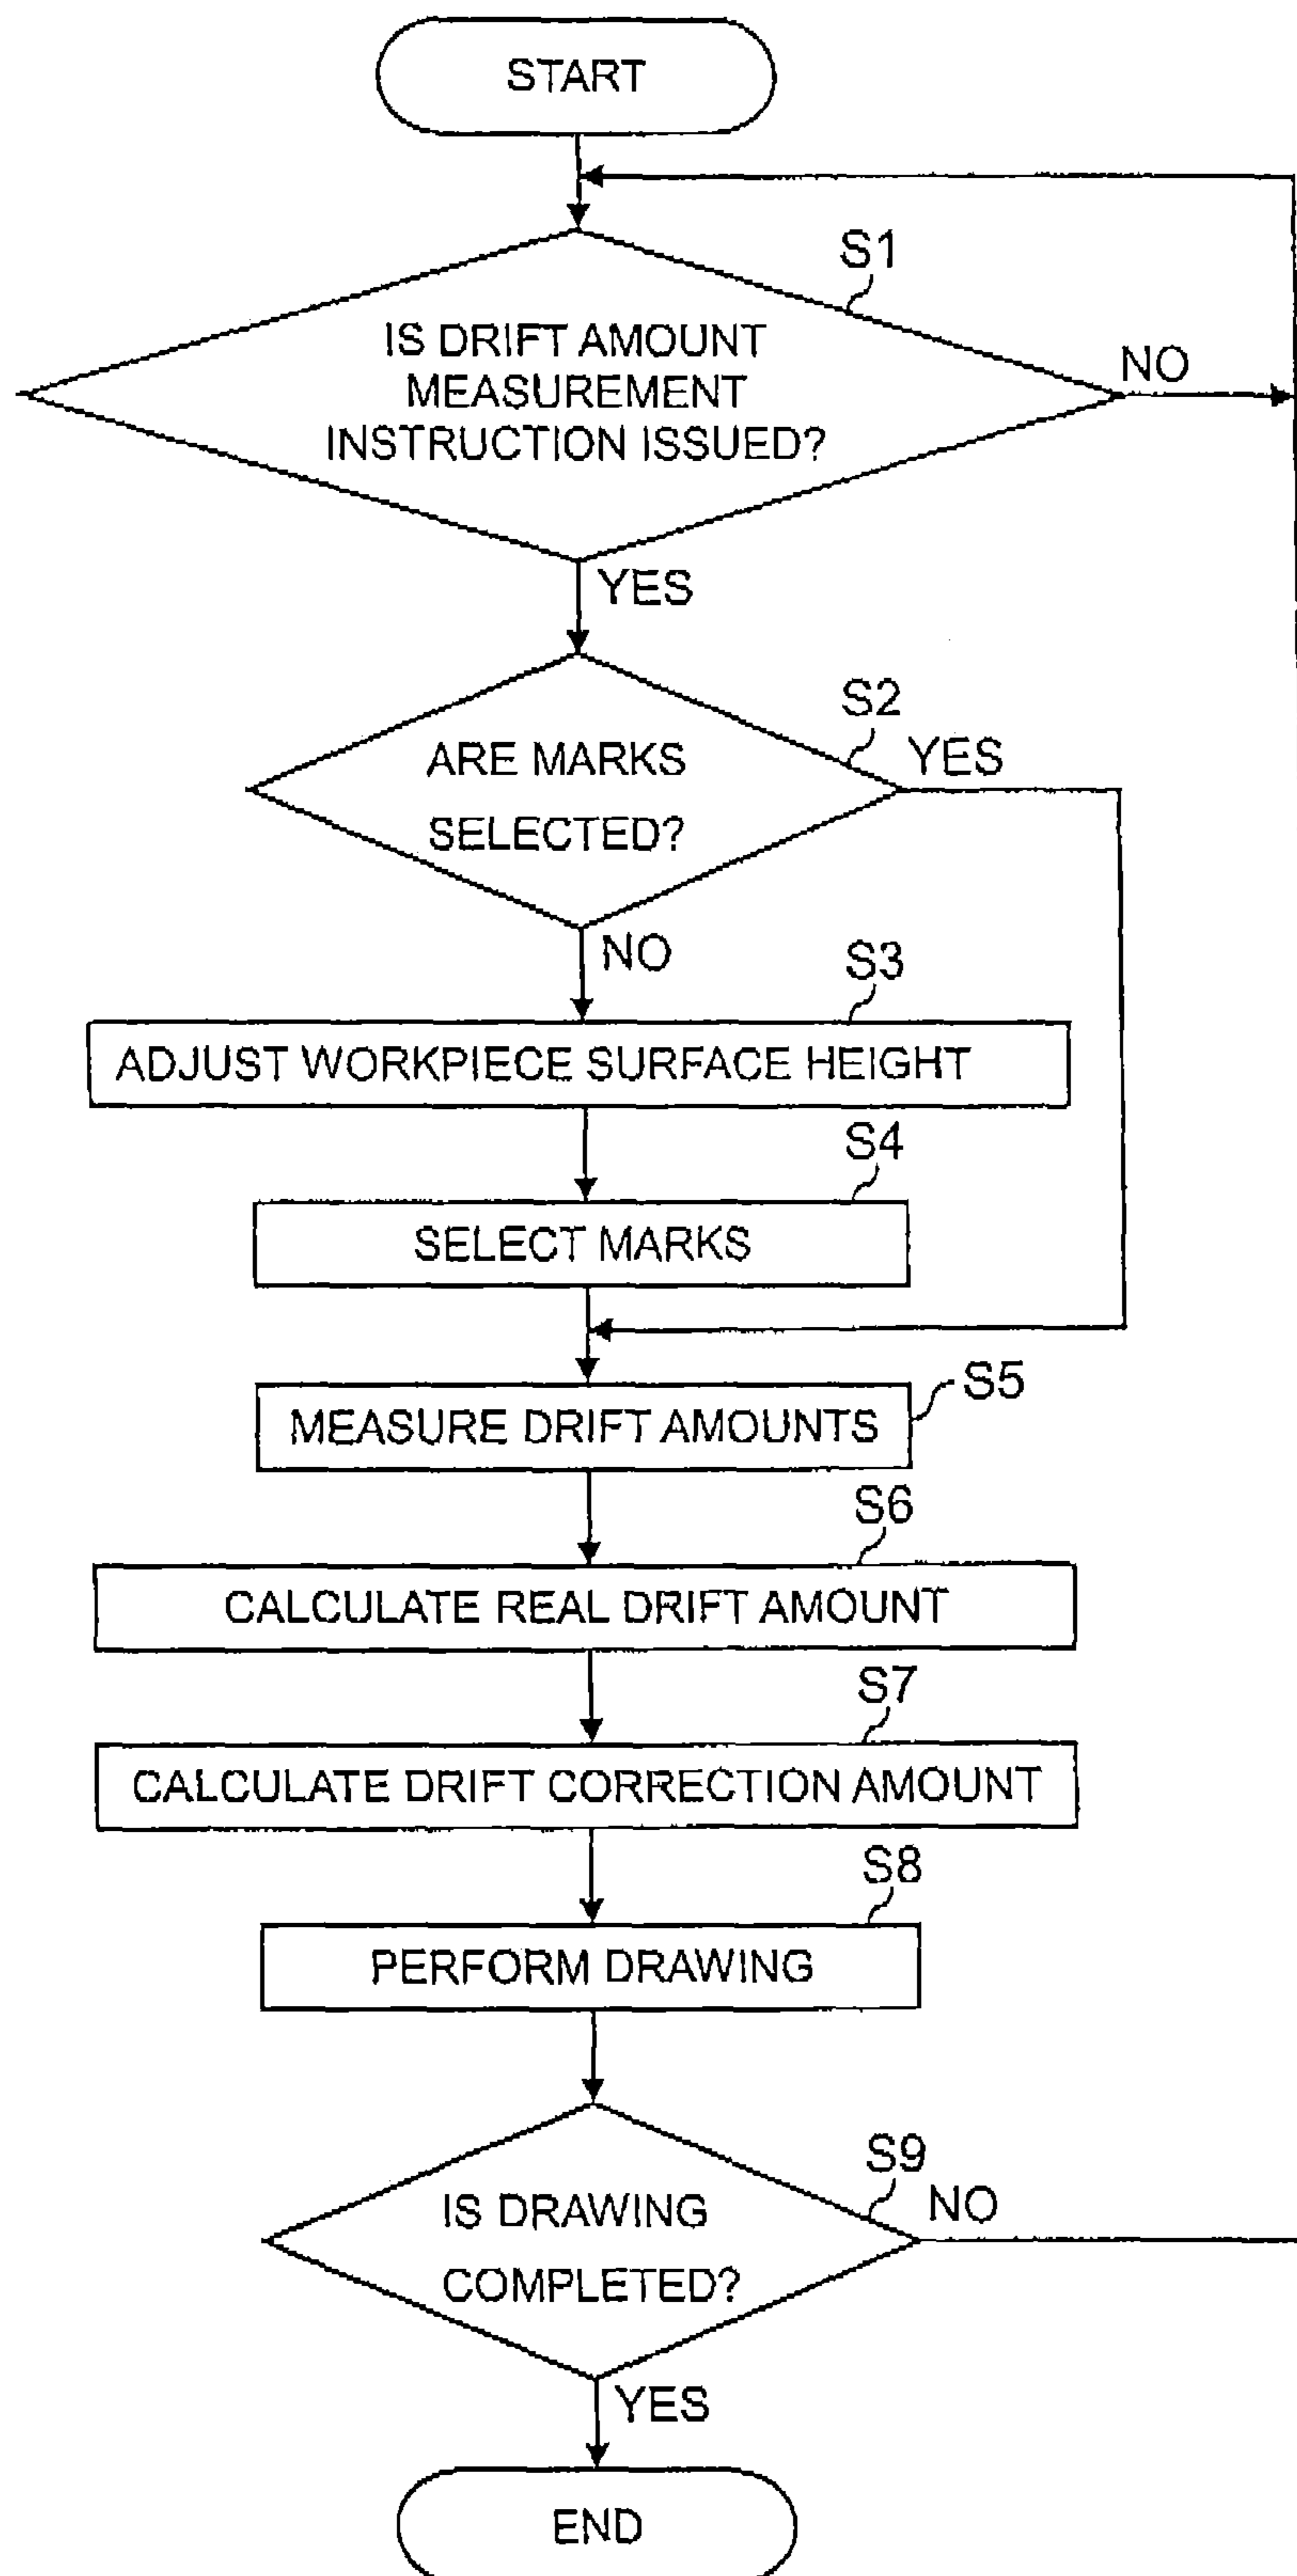 START
S1
IS DRIFT AMOUNT
MEASUREMENT
INSTRUCTION ISSUED?
NO
YES
S2
ARE MARKS
SELECTED?
YES
NO
S3
ADJUST WORKPIECE SURFACE HEIGHT
S4
SELECT MARKS
S5
MEASURE DRIFT AMOUNTS
S6
CALCULATE REAL DRIFT AMOUNT
S7
CALCULATE DRIFT CORRECTION AMOUNT
S8
PERFORM DRAWING
S9
IS DRAWING
COMPLETED?
NO
YES
END